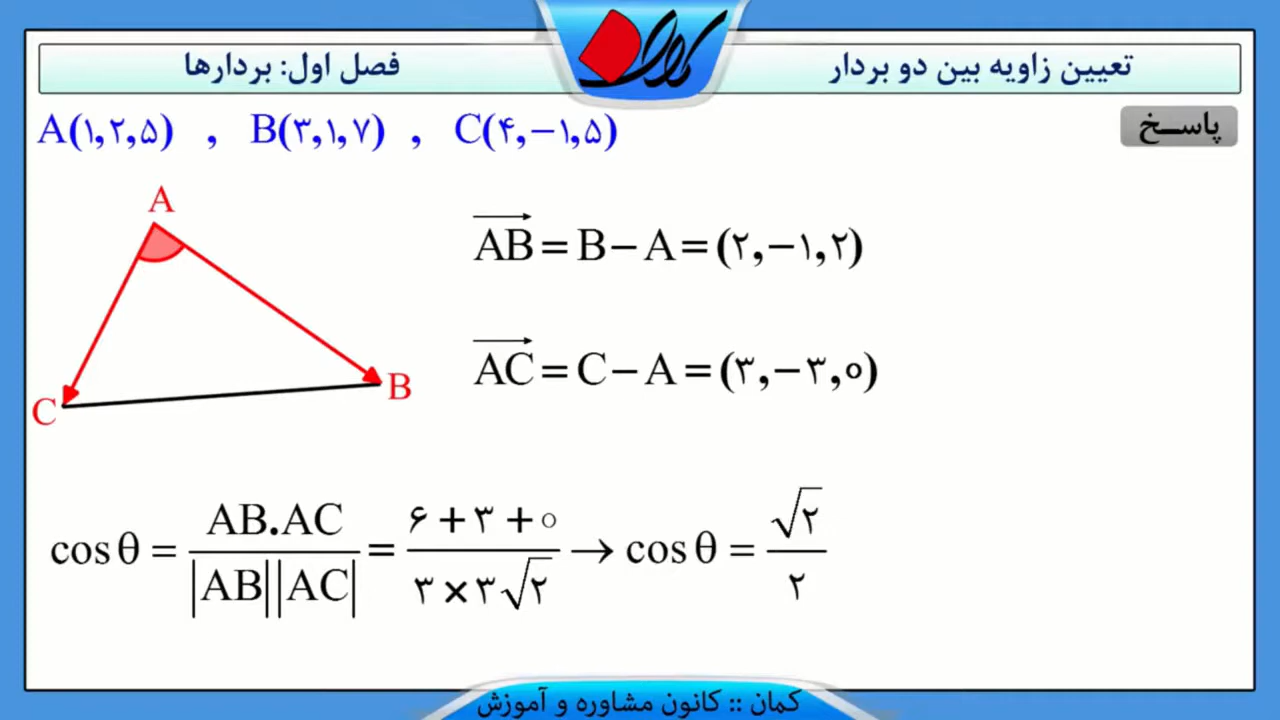 تعیین زاویه بین دو بردار
فصل اول: بردارها
پاسخ
A(۱,۲,۵) , B(۳,۱,۷) , C(۴,−۱,۵)
A
B
C
AB = B − A = (۲,−۱,۲)
AC = C − A = (۳,−۳,۰)
cos θ = AB.AC / |AB||AC| = ۶+۳+۰ / ۳×۳√۲ → cos θ = √۲ / ۲
کمان :: کانون مشاوره و آموزش